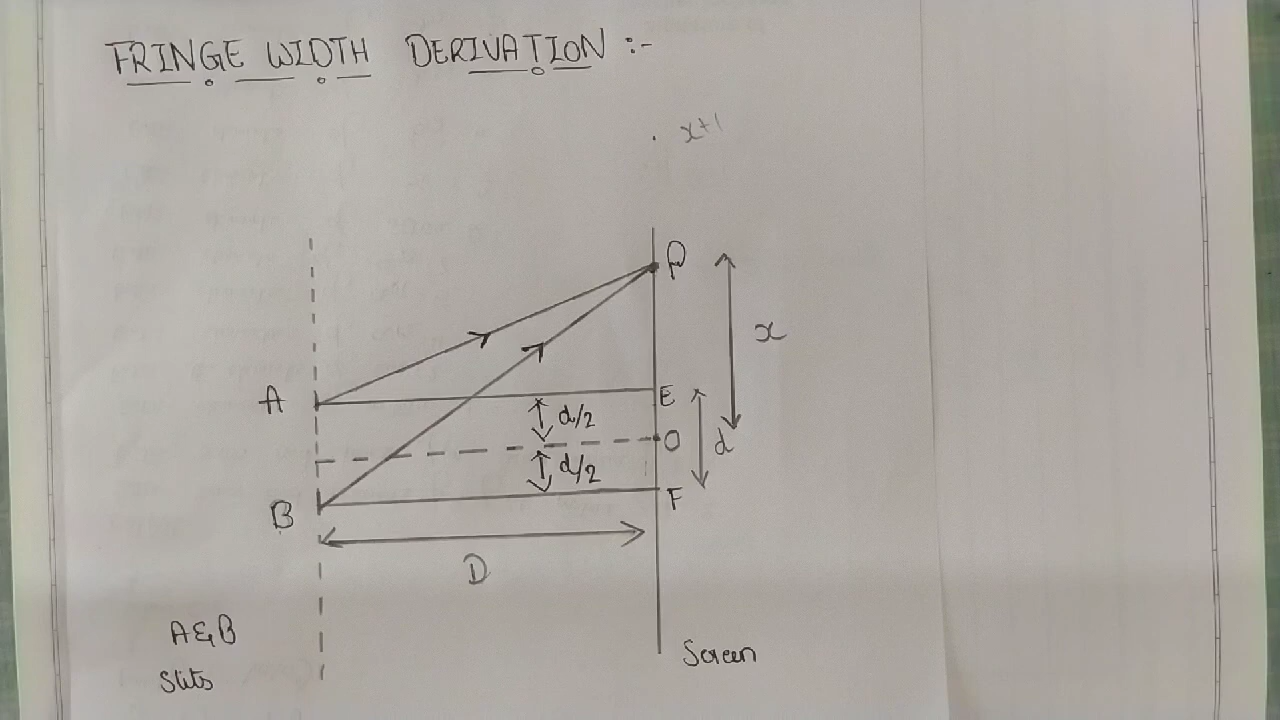 FRINGE WIDTH DERIVATION :-
x+1
P
x
A
E
d/2
O
d
d/2
B
F
D
A & B
Slits
Screen